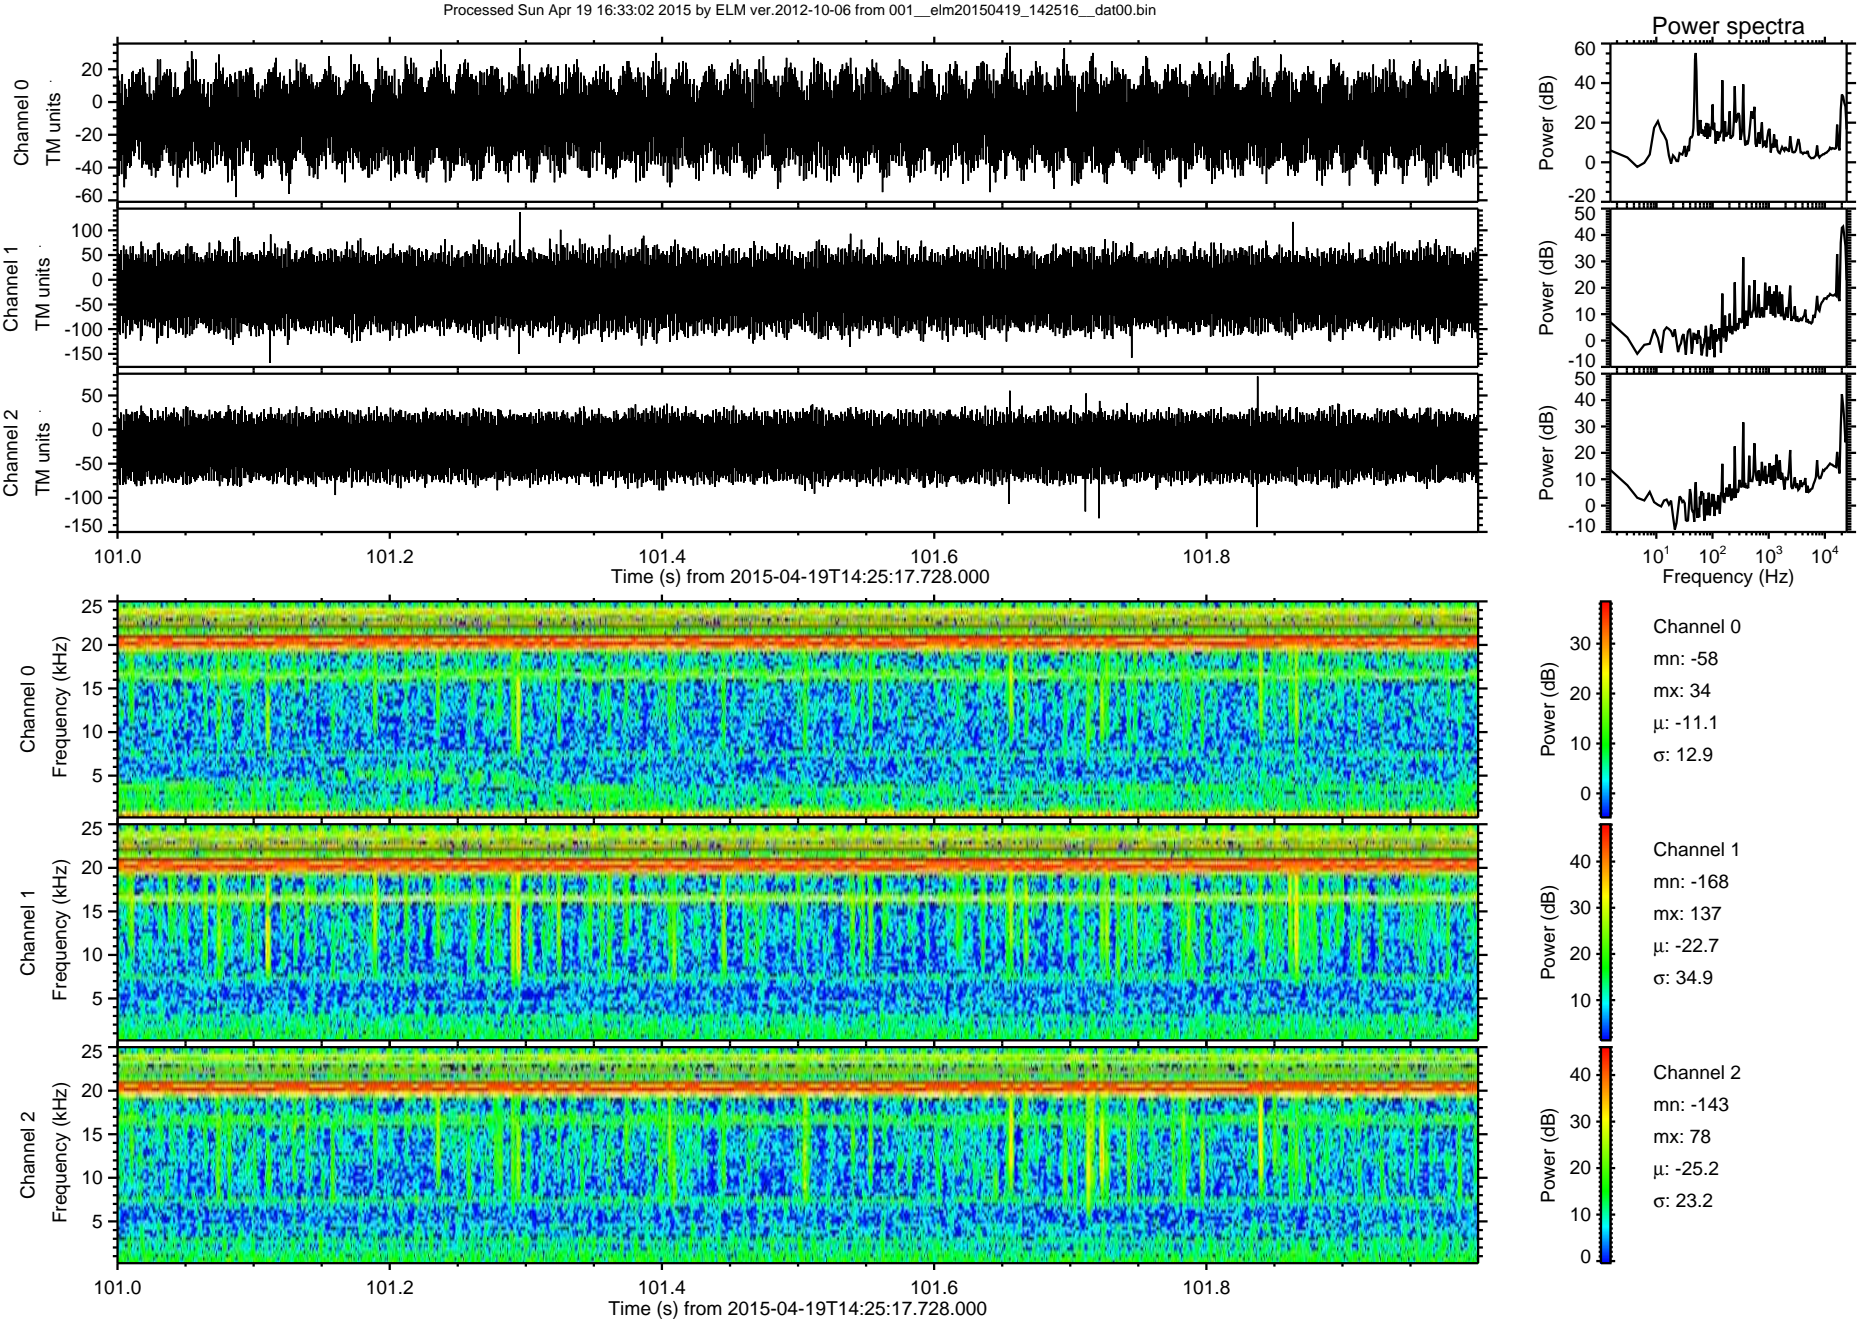 Processed Sun Apr 19 16:33:02 2015 by ELM ver.2012-10-06 from 001__elm20150419_142516__dat00.bin
Power spectra
Channel 0
TM units
20
0
-20
-40
-60
Power (dB)
60
40
20
0
-20
Channel 1
TM units
100
50
0
-50
-100
-150
Power (dB)
50
40
30
20
10
0
-10
Channel 2
TM units
50
0
-50
-100
-150
Power (dB)
50
40
30
20
10
0
-10
101.0 101.2 101.4 101.6 101.8
Time (s) from 2015-04-19T14:25:17.728.000
10¹ 10² 10³ 10⁴
Frequency (Hz)
Channel 0
Frequency (kHz)
25
20
15
10
5
Power (dB)
30
20
10
0
Channel 0
mn: -58
mx: 34
μ: -11.1
σ: 12.9
Channel 1
Frequency (kHz)
25
20
15
10
5
Power (dB)
40
30
20
10
Channel 1
mn: -168
mx: 137
μ: -22.7
σ: 34.9
Channel 2
Frequency (kHz)
25
20
15
10
5
Power (dB)
40
30
20
10
0
Channel 2
mn: -143
mx: 78
μ: -25.2
σ: 23.2
101.0 101.2 101.4 101.6 101.8
Time (s) from 2015-04-19T14:25:17.728.000